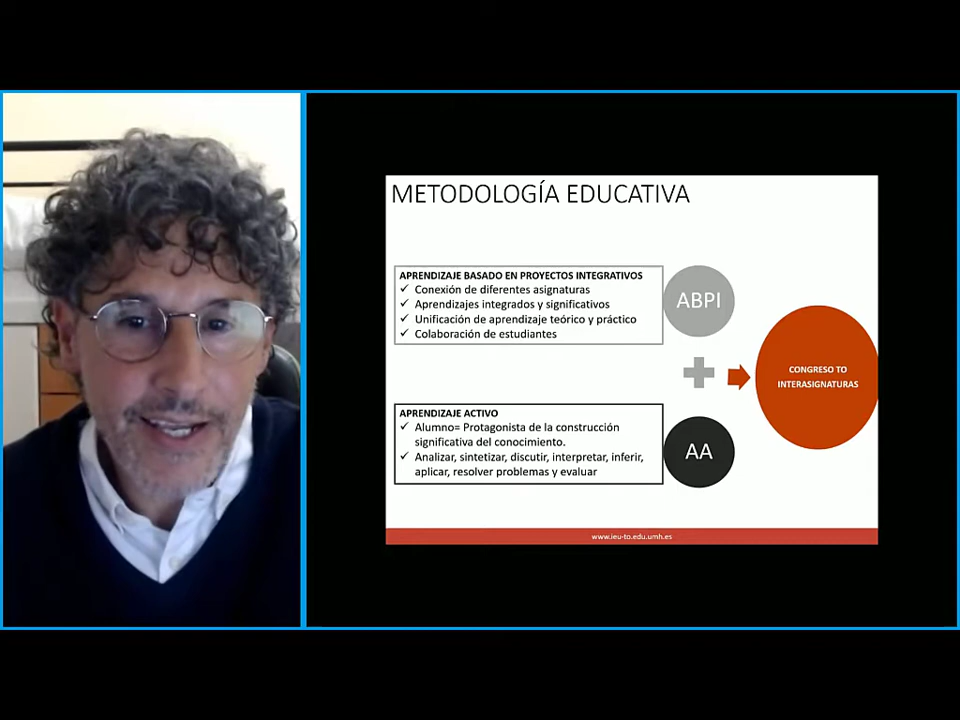 METODOLOGÍA EDUCATIVA
APRENDIZAJE BASADO EN PROYECTOS INTEGRATIVOS
✓ Conexión de diferentes asignaturas
✓ Aprendizajes integrados y significativos
✓ Unificación de aprendizaje teórico y práctico
✓ Colaboración de estudiantes
ABPI
CONGRESO TO
INTERASIGNATURAS
APRENDIZAJE ACTIVO
✓ Alumno= Protagonista de la construcción
significativa del conocimiento.
✓ Analizar, sintetizar, discutir, interpretar, inferir,
aplicar, resolver problemas y evaluar
AA
www.ieu-to.edu.umh.es